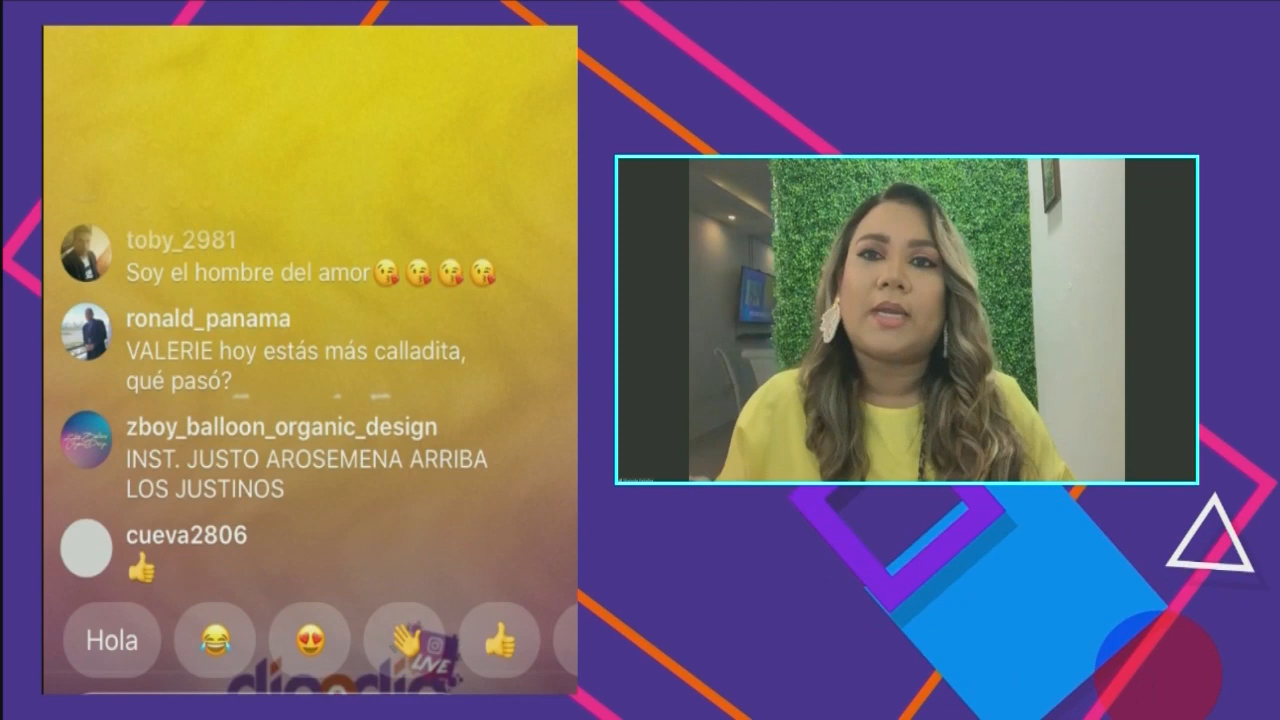 toby_2981
Soy el hombre del amor😘😘😘😘
ronald_panama
VALERIE hoy estás más calladita,
qué pasó?
zboy_balloon_organic_design
INST. JUSTO AROSEMENA ARRIBA
LOS JUSTINOS
cueva2806
👍
Hola 😂 😍 👋 👍
LIVE